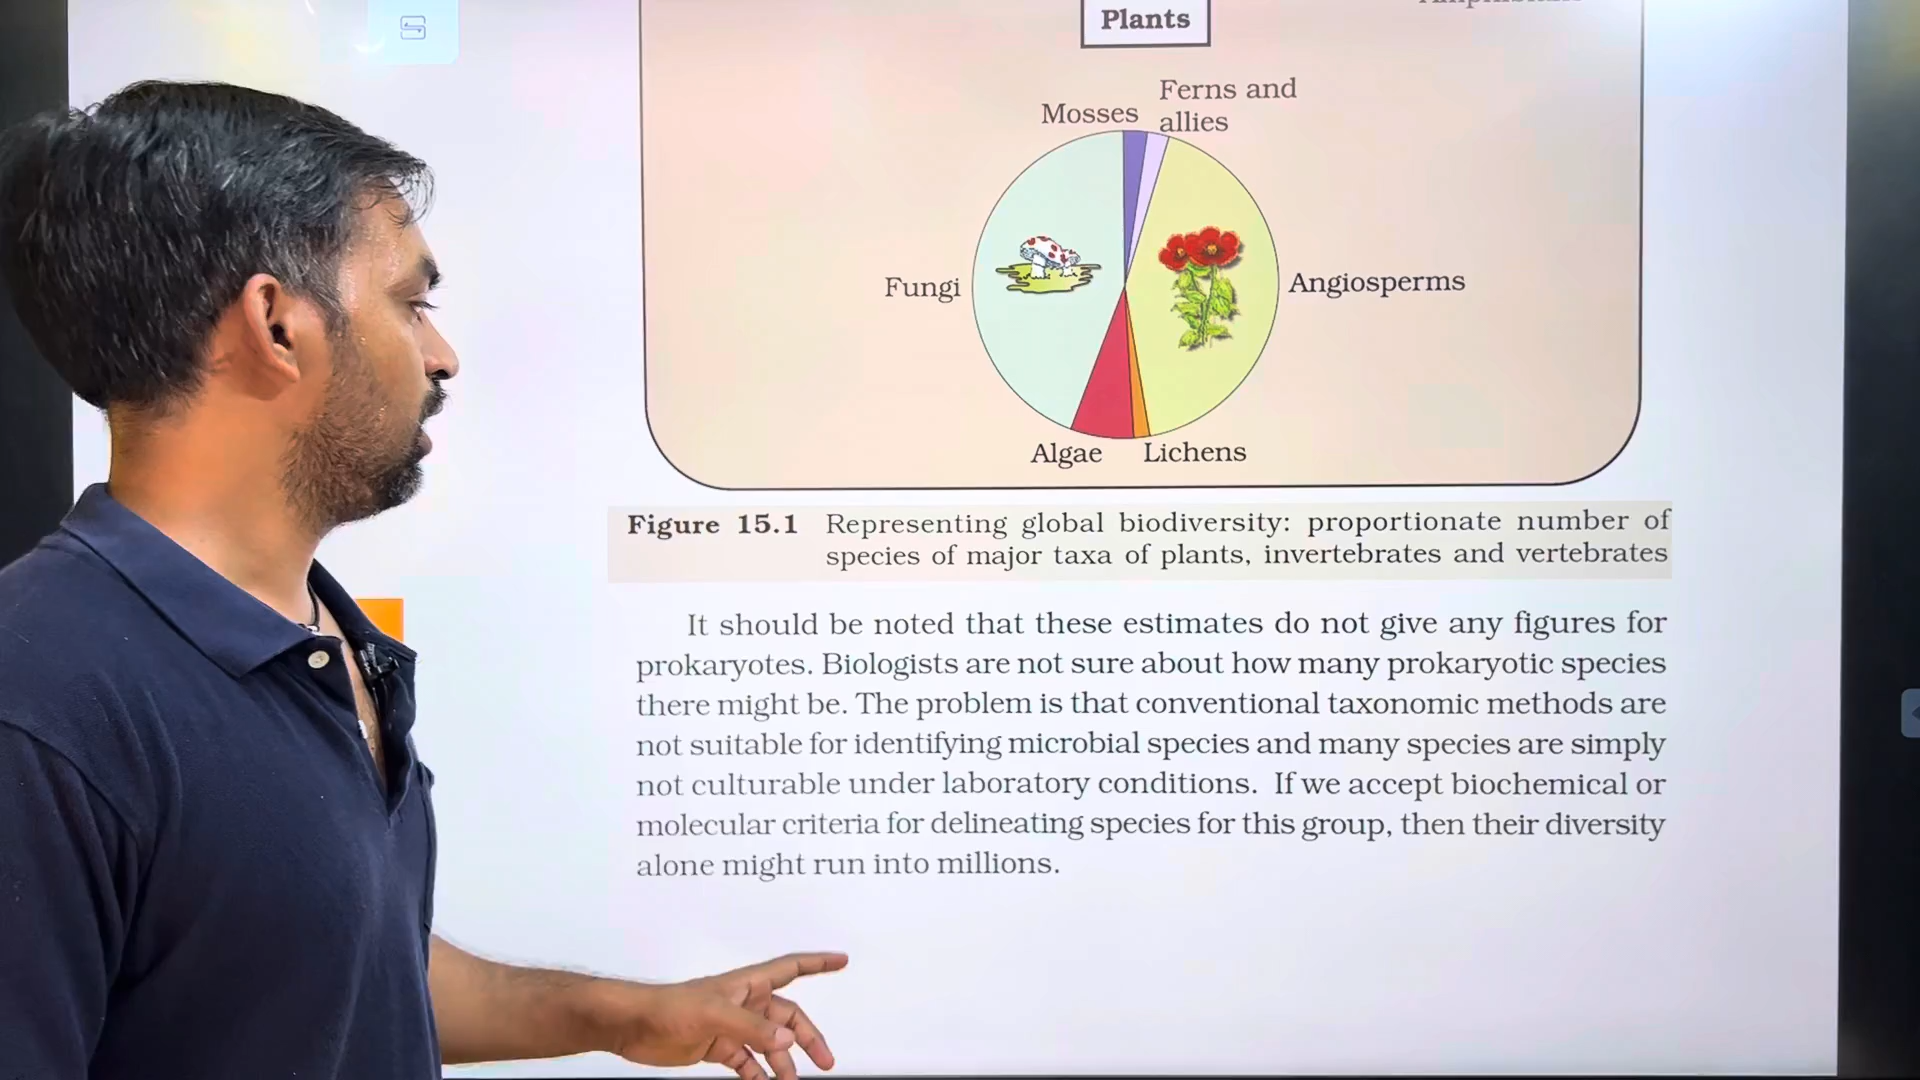 Plants
Ferns and
Mosses allies
Fungi
Angiosperms
Algae Lichens
Figure 15.1 Representing global biodiversity: proportionate number of
species of major taxa of plants, invertebrates and vertebrates
It should be noted that these estimates do not give any figures for
prokaryotes. Biologists are not sure about how many prokaryotic species
there might be. The problem is that conventional taxonomic methods are
not suitable for identifying microbial species and many species are simply
not culturable under laboratory conditions. If we accept biochemical or
molecular criteria for delineating species for this group, then their diversity
alone might run into millions.